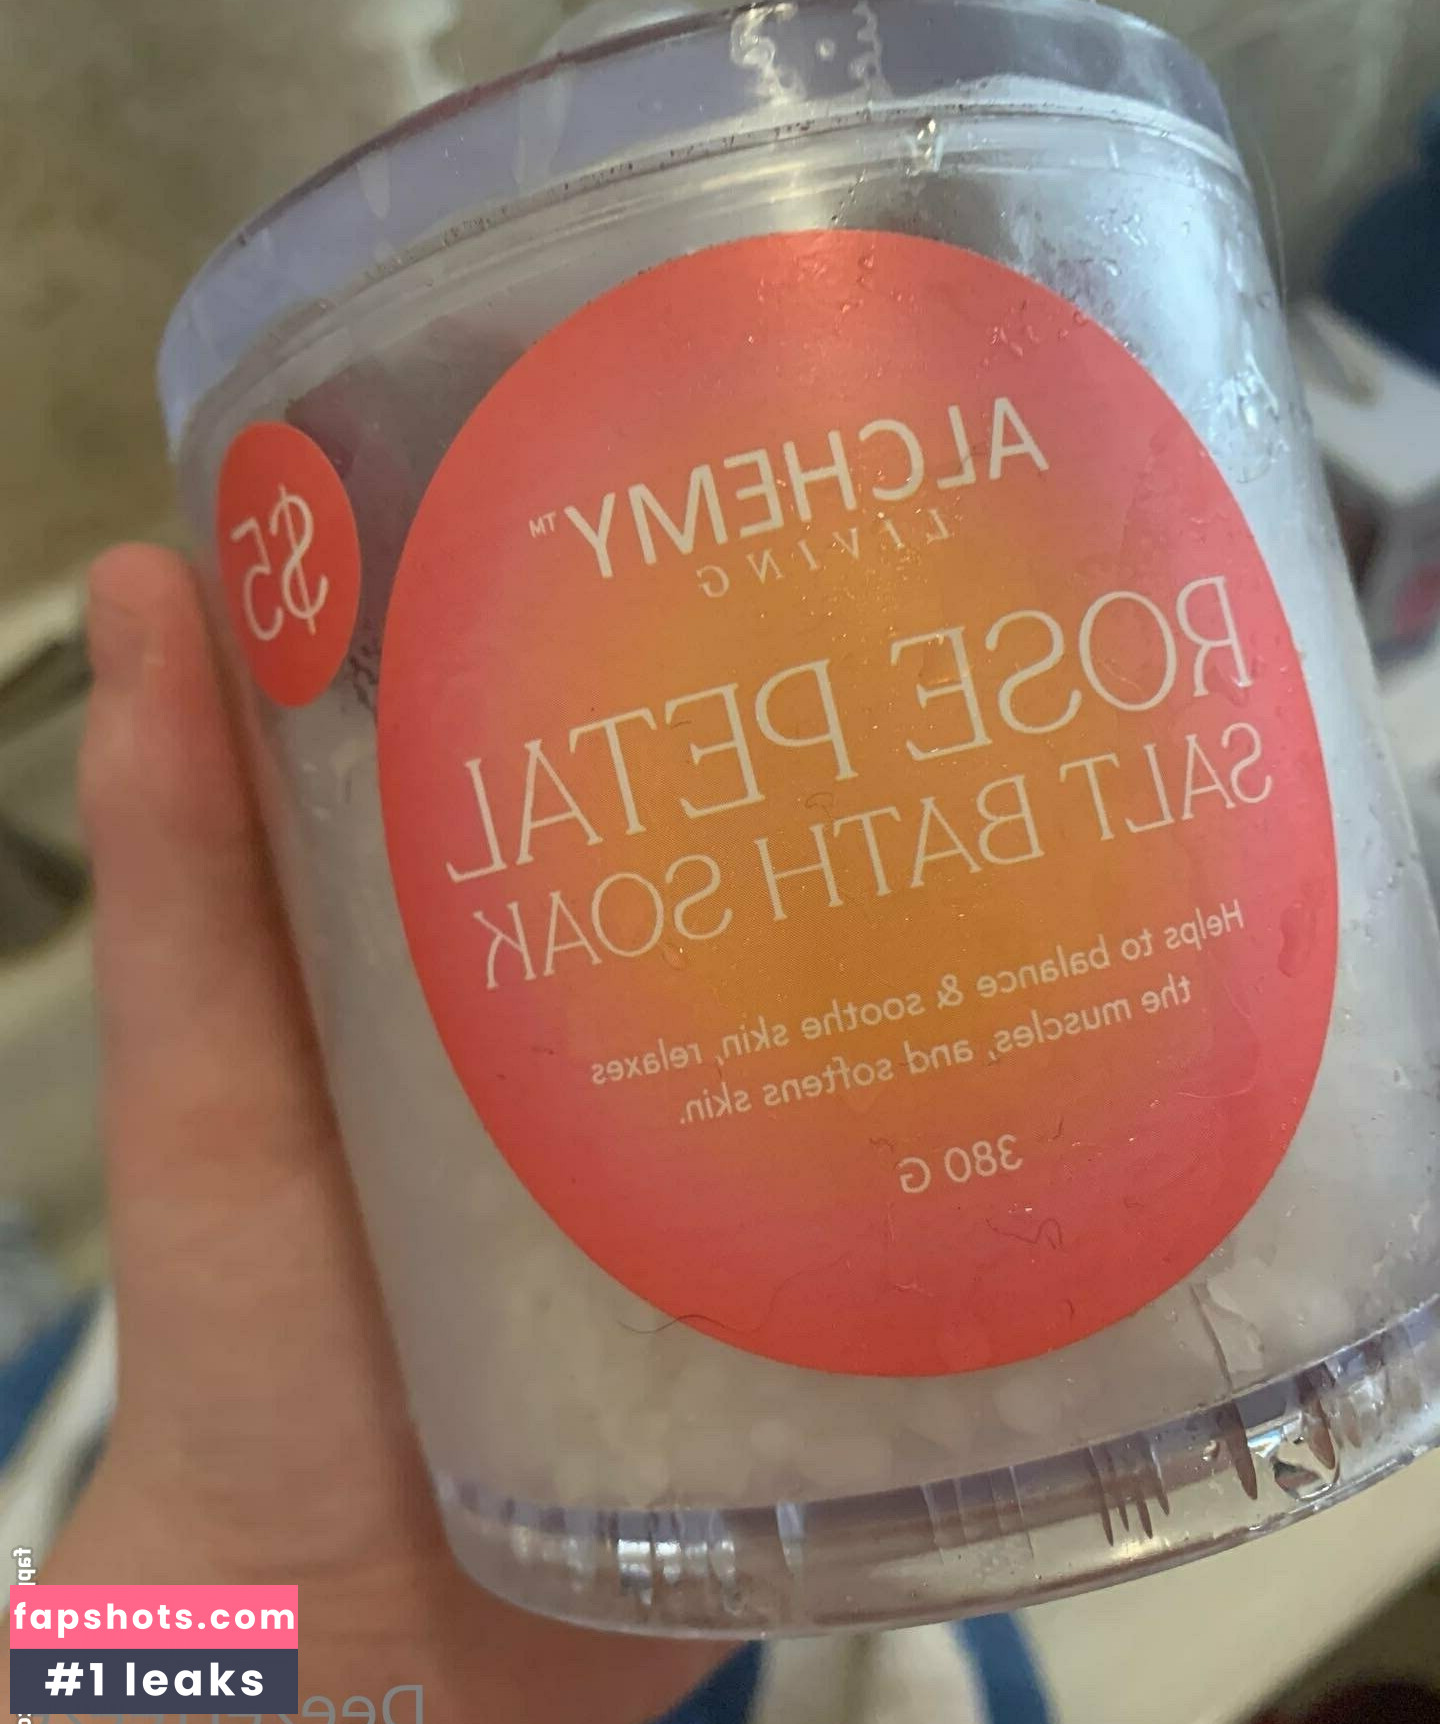 ALCHEMY™
LIVING
$5
ROSE PETAL
SALT BATH SOAK
Helps to balance & soothe skin, relaxes
the muscles, and softens skin.
380 G
fapshots.com
#1 leaks